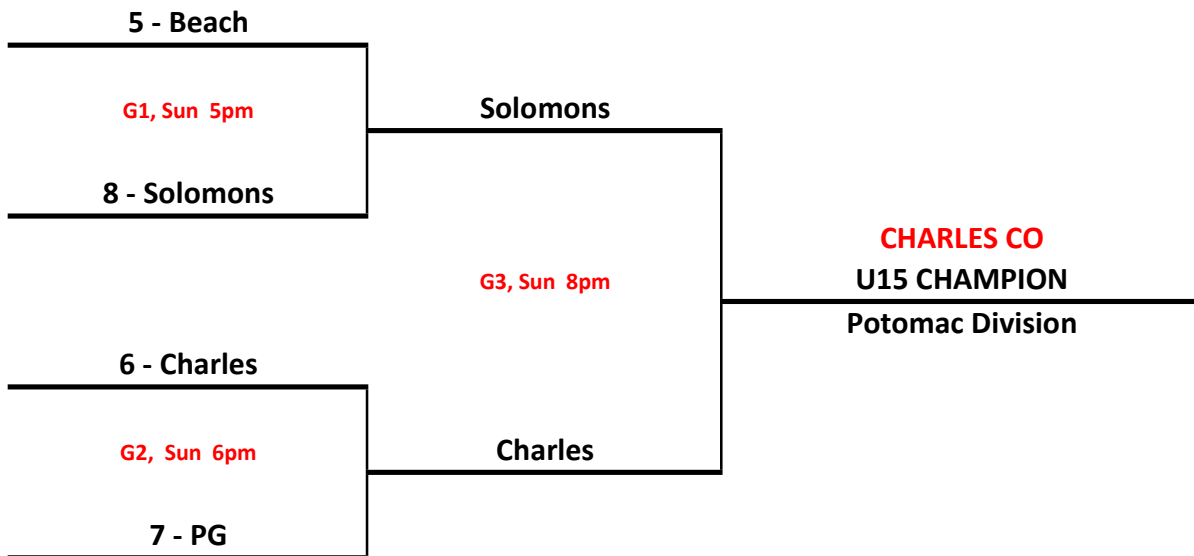 5 - Beach
G1, Sun 5pm
Solomons
8 - Solomons
CHARLES CO
G3, Sun 8pm
U15 CHAMPION
Potomac Division
6 - Charles
G2, Sun 6pm
Charles
7 - PG